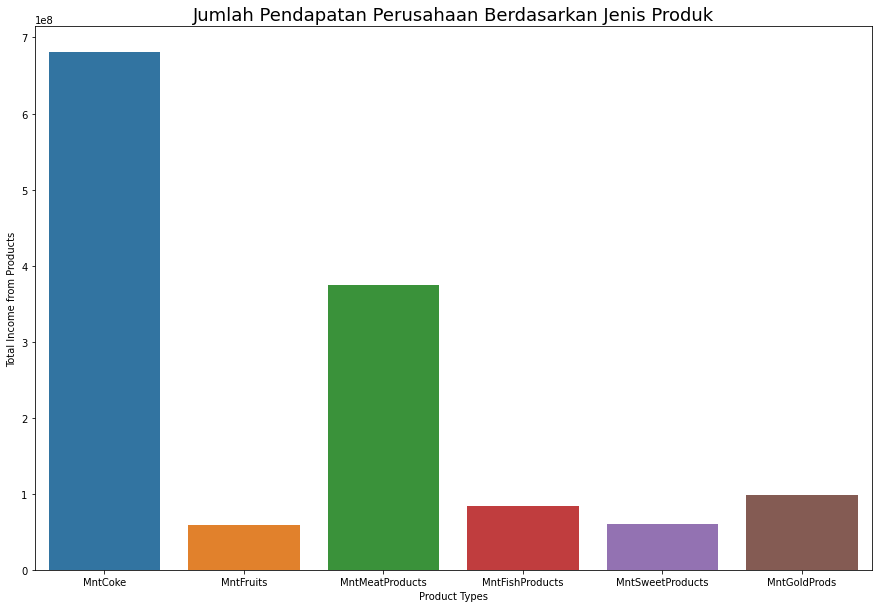 Jumlah Pendapatan Perusahaan Berdasarkan Jenis Produk
1e8
7
6
5
4
3
2
1
0
Total Income from Products
MntCoke MntFruits MntMeatProducts MntFishProducts MntSweetProducts MntGoldProds
Product Types